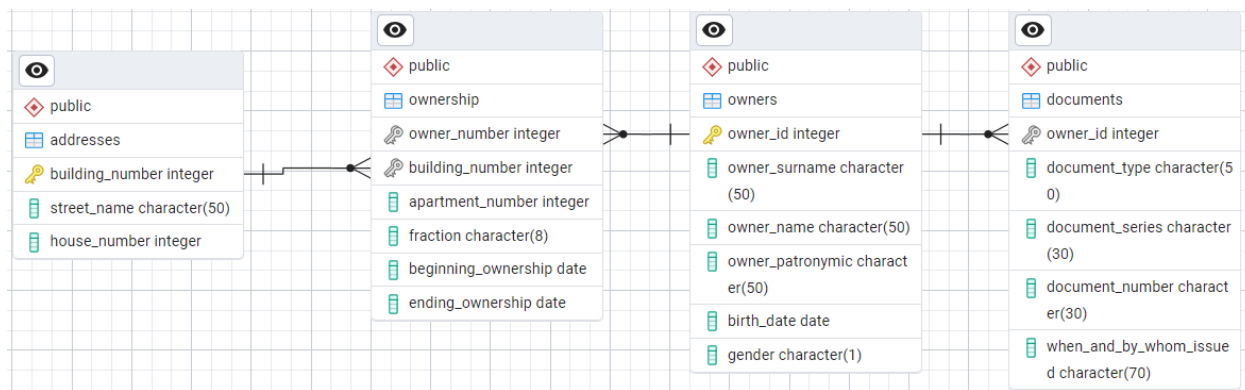 public
addresses
building_number integer
street_name character(50)
house_number integer
public
ownership
owner_number integer
building_number integer
apartment_number integer
fraction character(8)
beginning_ownership date
ending_ownership date
public
owners
owner_id integer
owner_surname character
(50)
owner_name character(50)
owner_patronymic charact
er(50)
birth_date date
gender character(1)
public
documents
owner_id integer
document_type character(5
0)
document_series character
(30)
document_number charact
er(30)
when_and_by_whom_issue
d character(70)